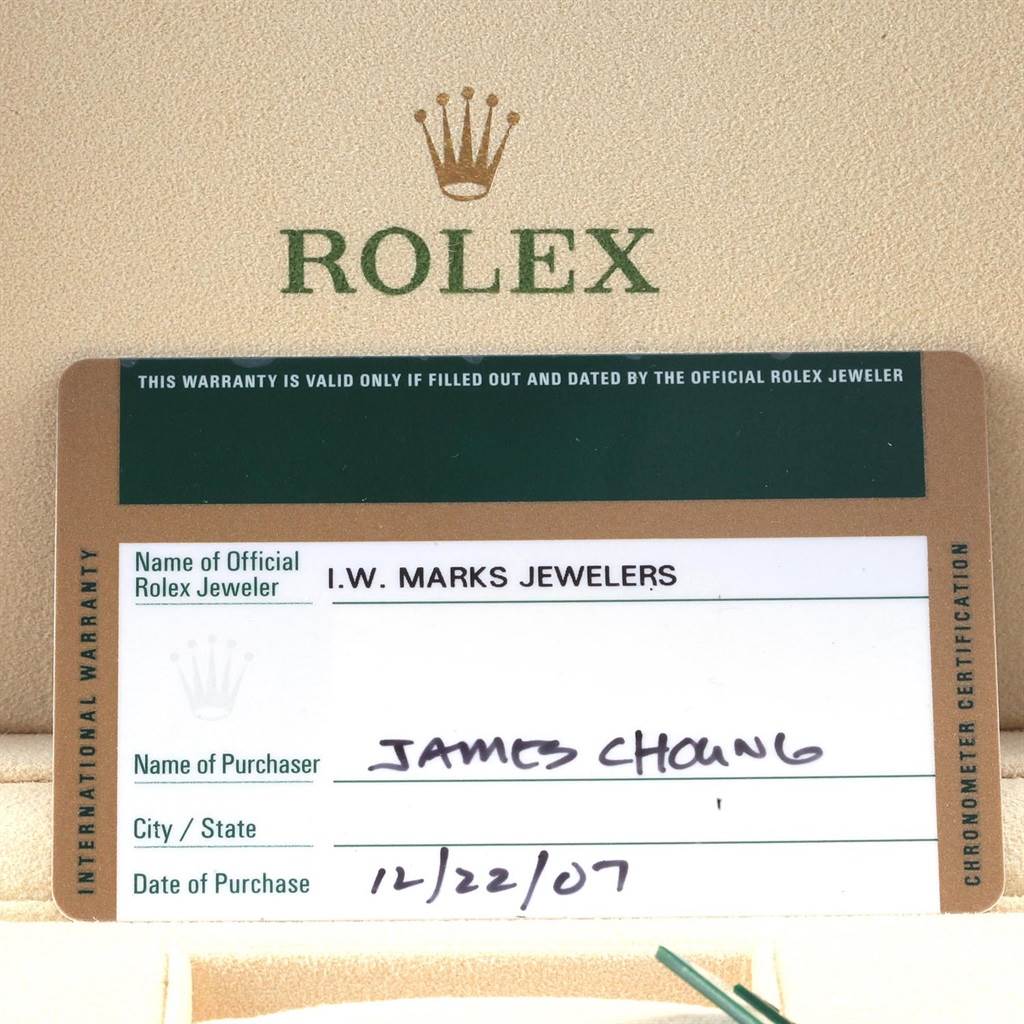 ROLEX
THIS WARRANTY IS VALID ONLY IF FILLED OUT AND DATED BY THE OFFICIAL ROLEX JEWELER
INTERNATIONAL WARRANTY
Name of Official
Rolex Jeweler
I.W. MARKS JEWELERS
Name of Purchaser
JAMES CHOUNG
City / State
Date of Purchase
12/22/07
CHRONOMETER CERTIFICATION